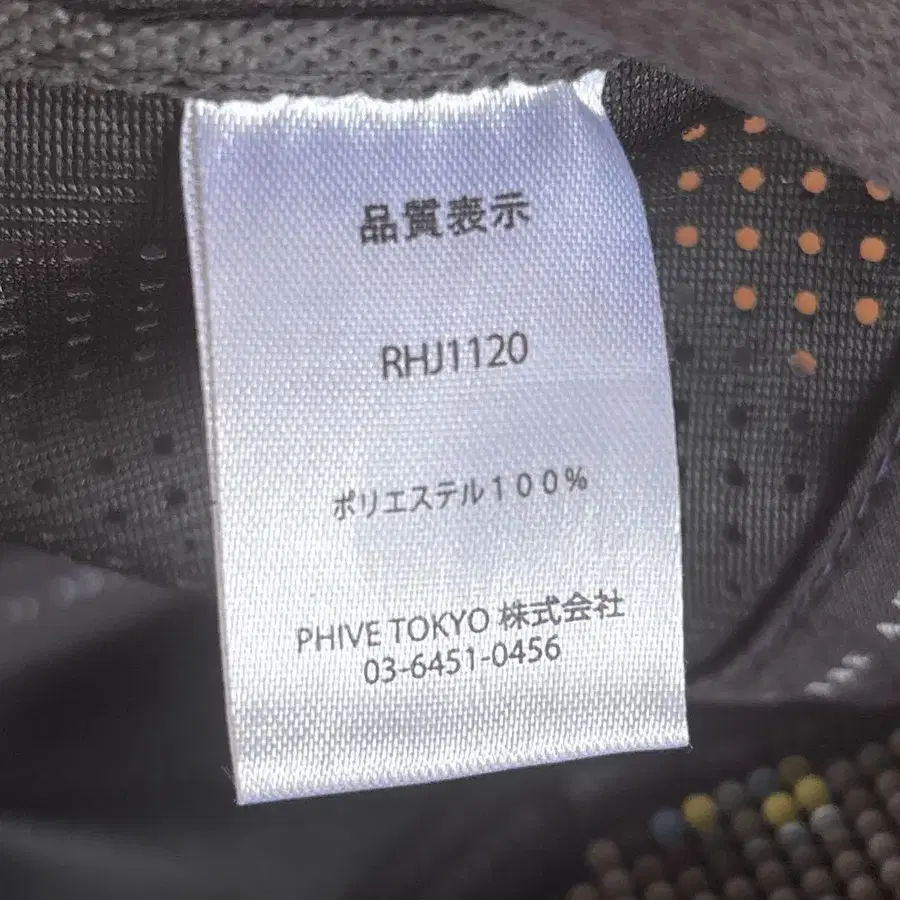 品質表示
RHJ1120
ポリエステル１００％
PHIVE TOKYO 株式会社
03-6451-0456